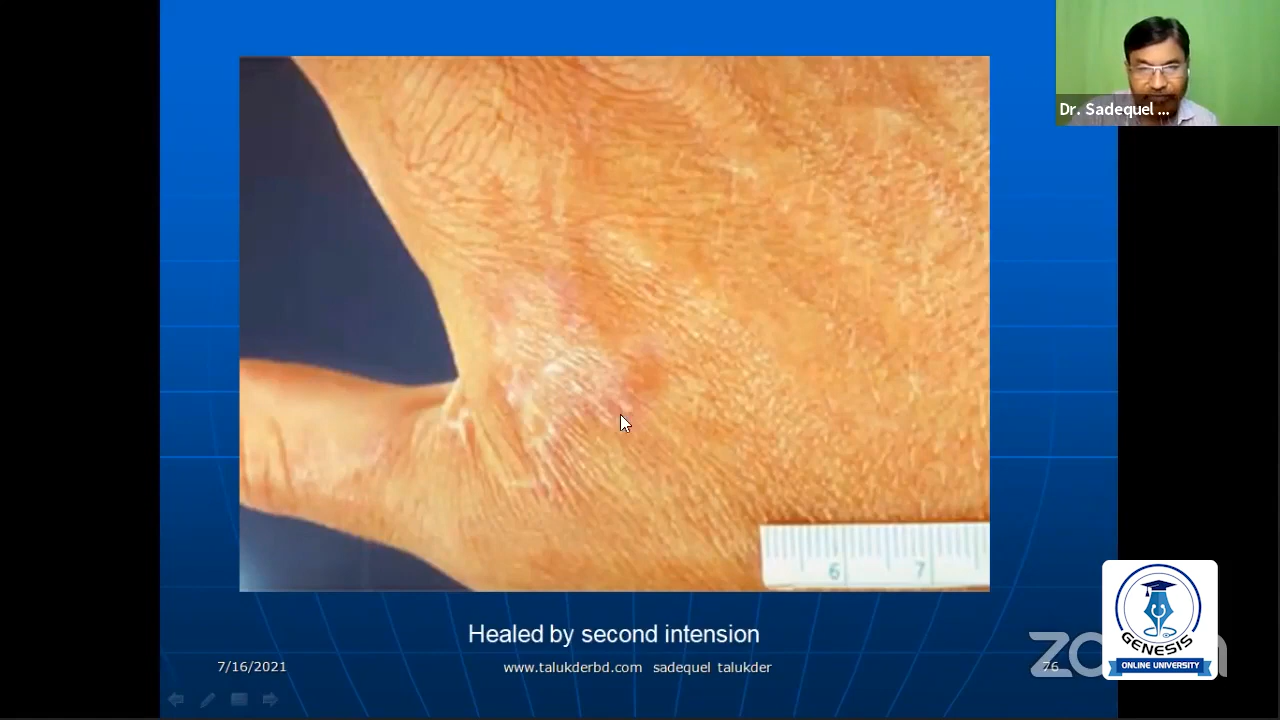 Dr. Sadequel ...
6 7
Healed by second intension
7/16/2021
www.talukderbd.com sadequel talukder
76
GENESIS
ONLINE UNIVERSITY